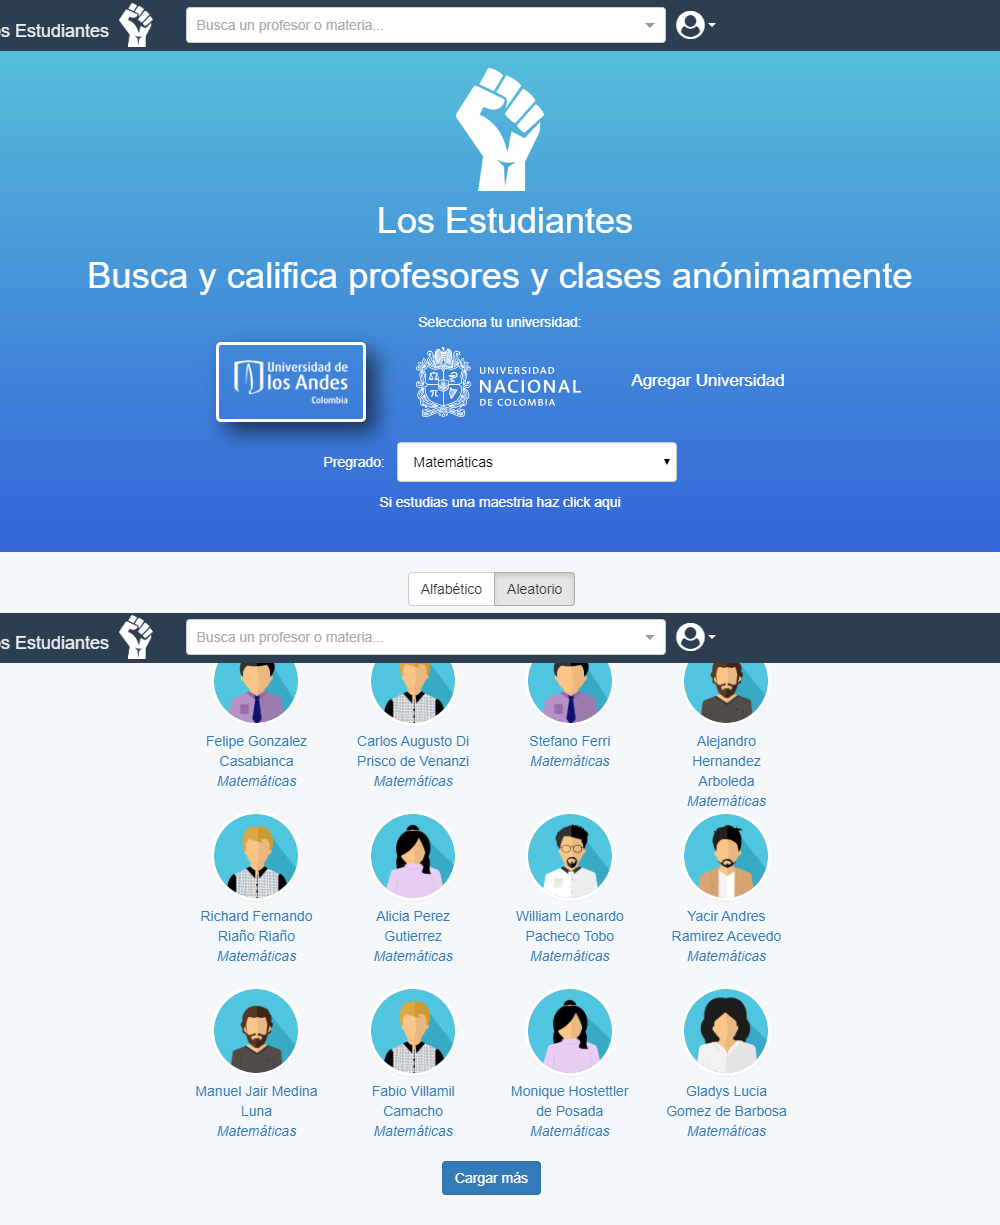 s Estudiantes
Busca un profesor o materia...
Los Estudiantes
Busca y califica profesores y clases anónimamente
Selecciona tu universidad:
Universidad de
los Andes
Colombia
UNIVERSIDAD
NACIONAL
DE COLOMBIA
Agregar Universidad
Pregrado:
Matemáticas
Si estudias una maestria haz click aqui
Alfabético
Aleatorio
s Estudiantes
Busca un profesor o materia...
Felipe Gonzalez
Casabianca
Matemáticas
Carlos Augusto Di
Prisco de Venanzi
Matemáticas
Stefano Ferri
Matemáticas
Alejandro
Hernandez
Arboleda
Matemáticas
Richard Fernando
Riaño Riaño
Matemáticas
Alicia Perez
Gutierrez
Matemáticas
William Leonardo
Pacheco Tobo
Matemáticas
Yacir Andres
Ramirez Acevedo
Matemáticas
Manuel Jair Medina
Luna
Matemáticas
Fabio Villamil
Camacho
Matemáticas
Monique Hostettler
de Posada
Matemáticas
Gladys Lucia
Gomez de Barbosa
Matemáticas
Cargar más